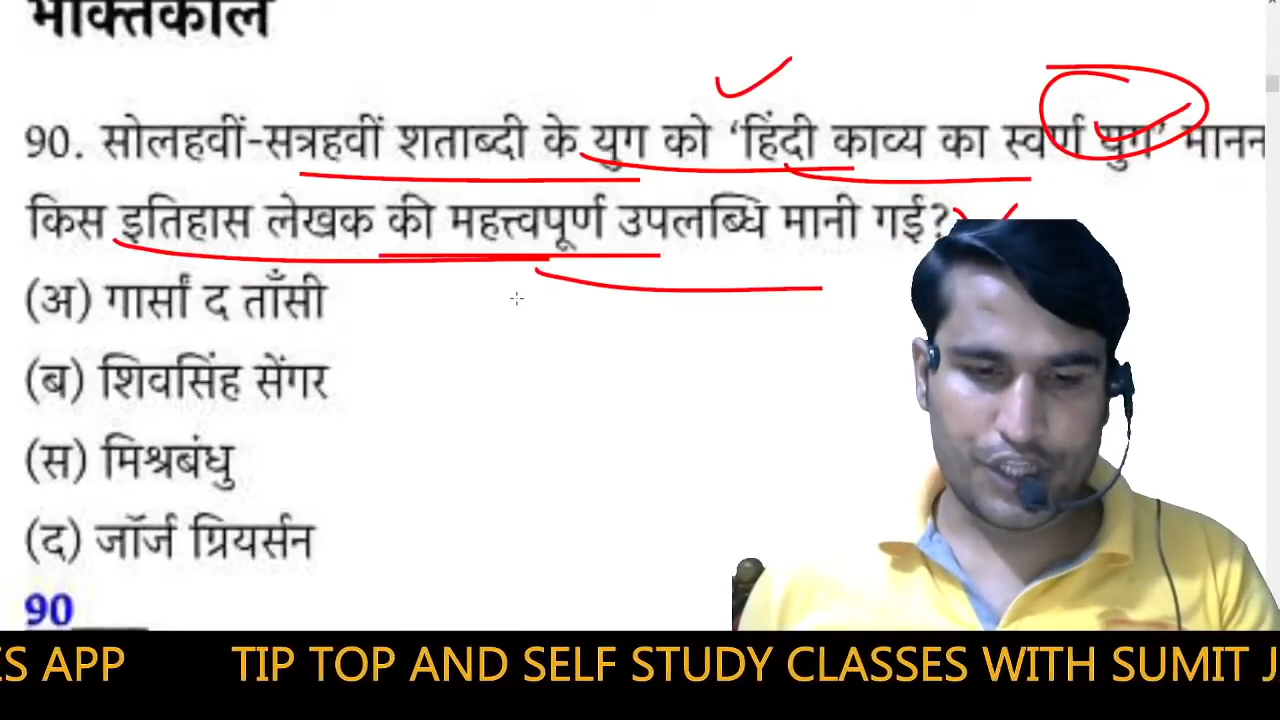 भक्तिकाल
90. सोलहवीं-सत्रहवीं शताब्दी के युग को ‘हिंदी काव्य का स्वर्ण युग’ मानन
किस इतिहास लेखक की महत्त्वपूर्ण उपलब्धि मानी गई?
(अ) गार्सां द ताँसी
(ब) शिवसिंह सेंगर
(स) मिश्रबंधु
(द) जॉर्ज ग्रियर्सन
90
ES APP TIP TOP AND SELF STUDY CLASSES WITH SUMIT J